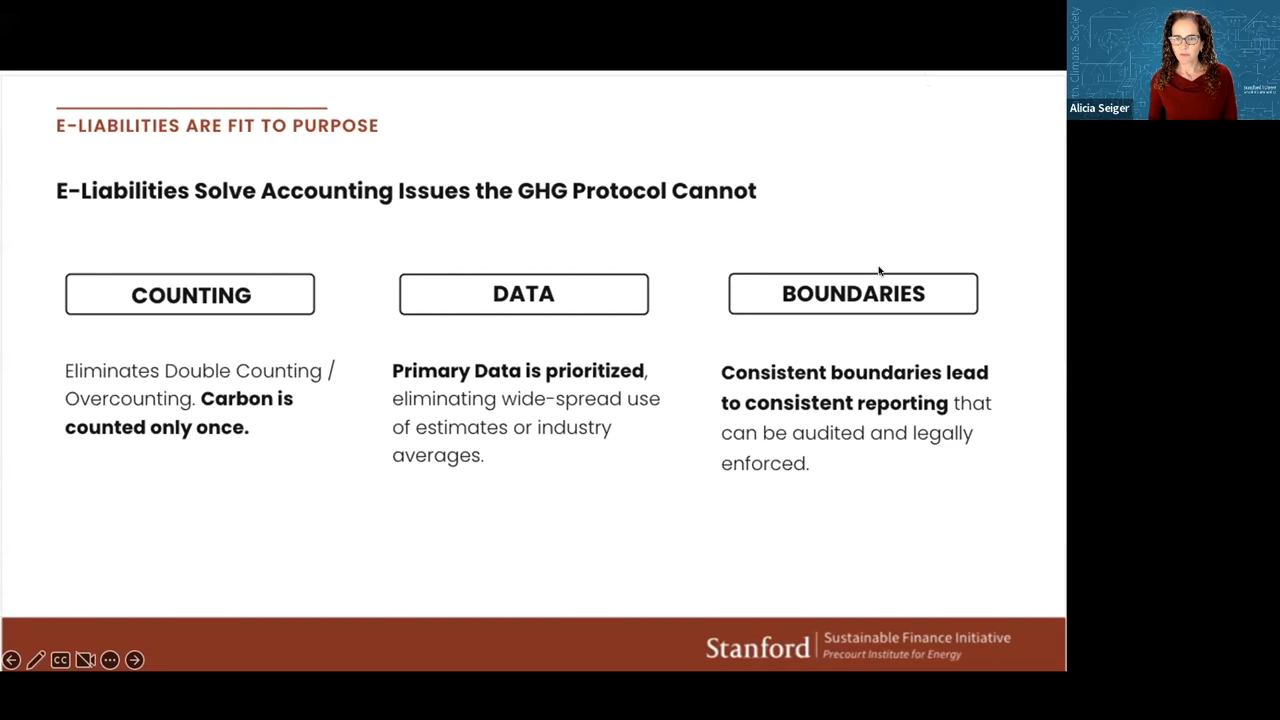 E-LIABILITIES ARE FIT TO PURPOSE
E-Liabilities Solve Accounting Issues the GHG Protocol Cannot
COUNTING
Eliminates Double Counting /
Overcounting. Carbon is
counted only once.
DATA
Primary Data is prioritized,
eliminating wide-spread use
of estimates or industry
averages.
BOUNDARIES
Consistent boundaries lead
to consistent reporting that
can be audited and legally
enforced.
Stanford
Sustainable Finance Initiative
Precourt Institute for Energy
CC
Climate. Society
Alicia Seiger